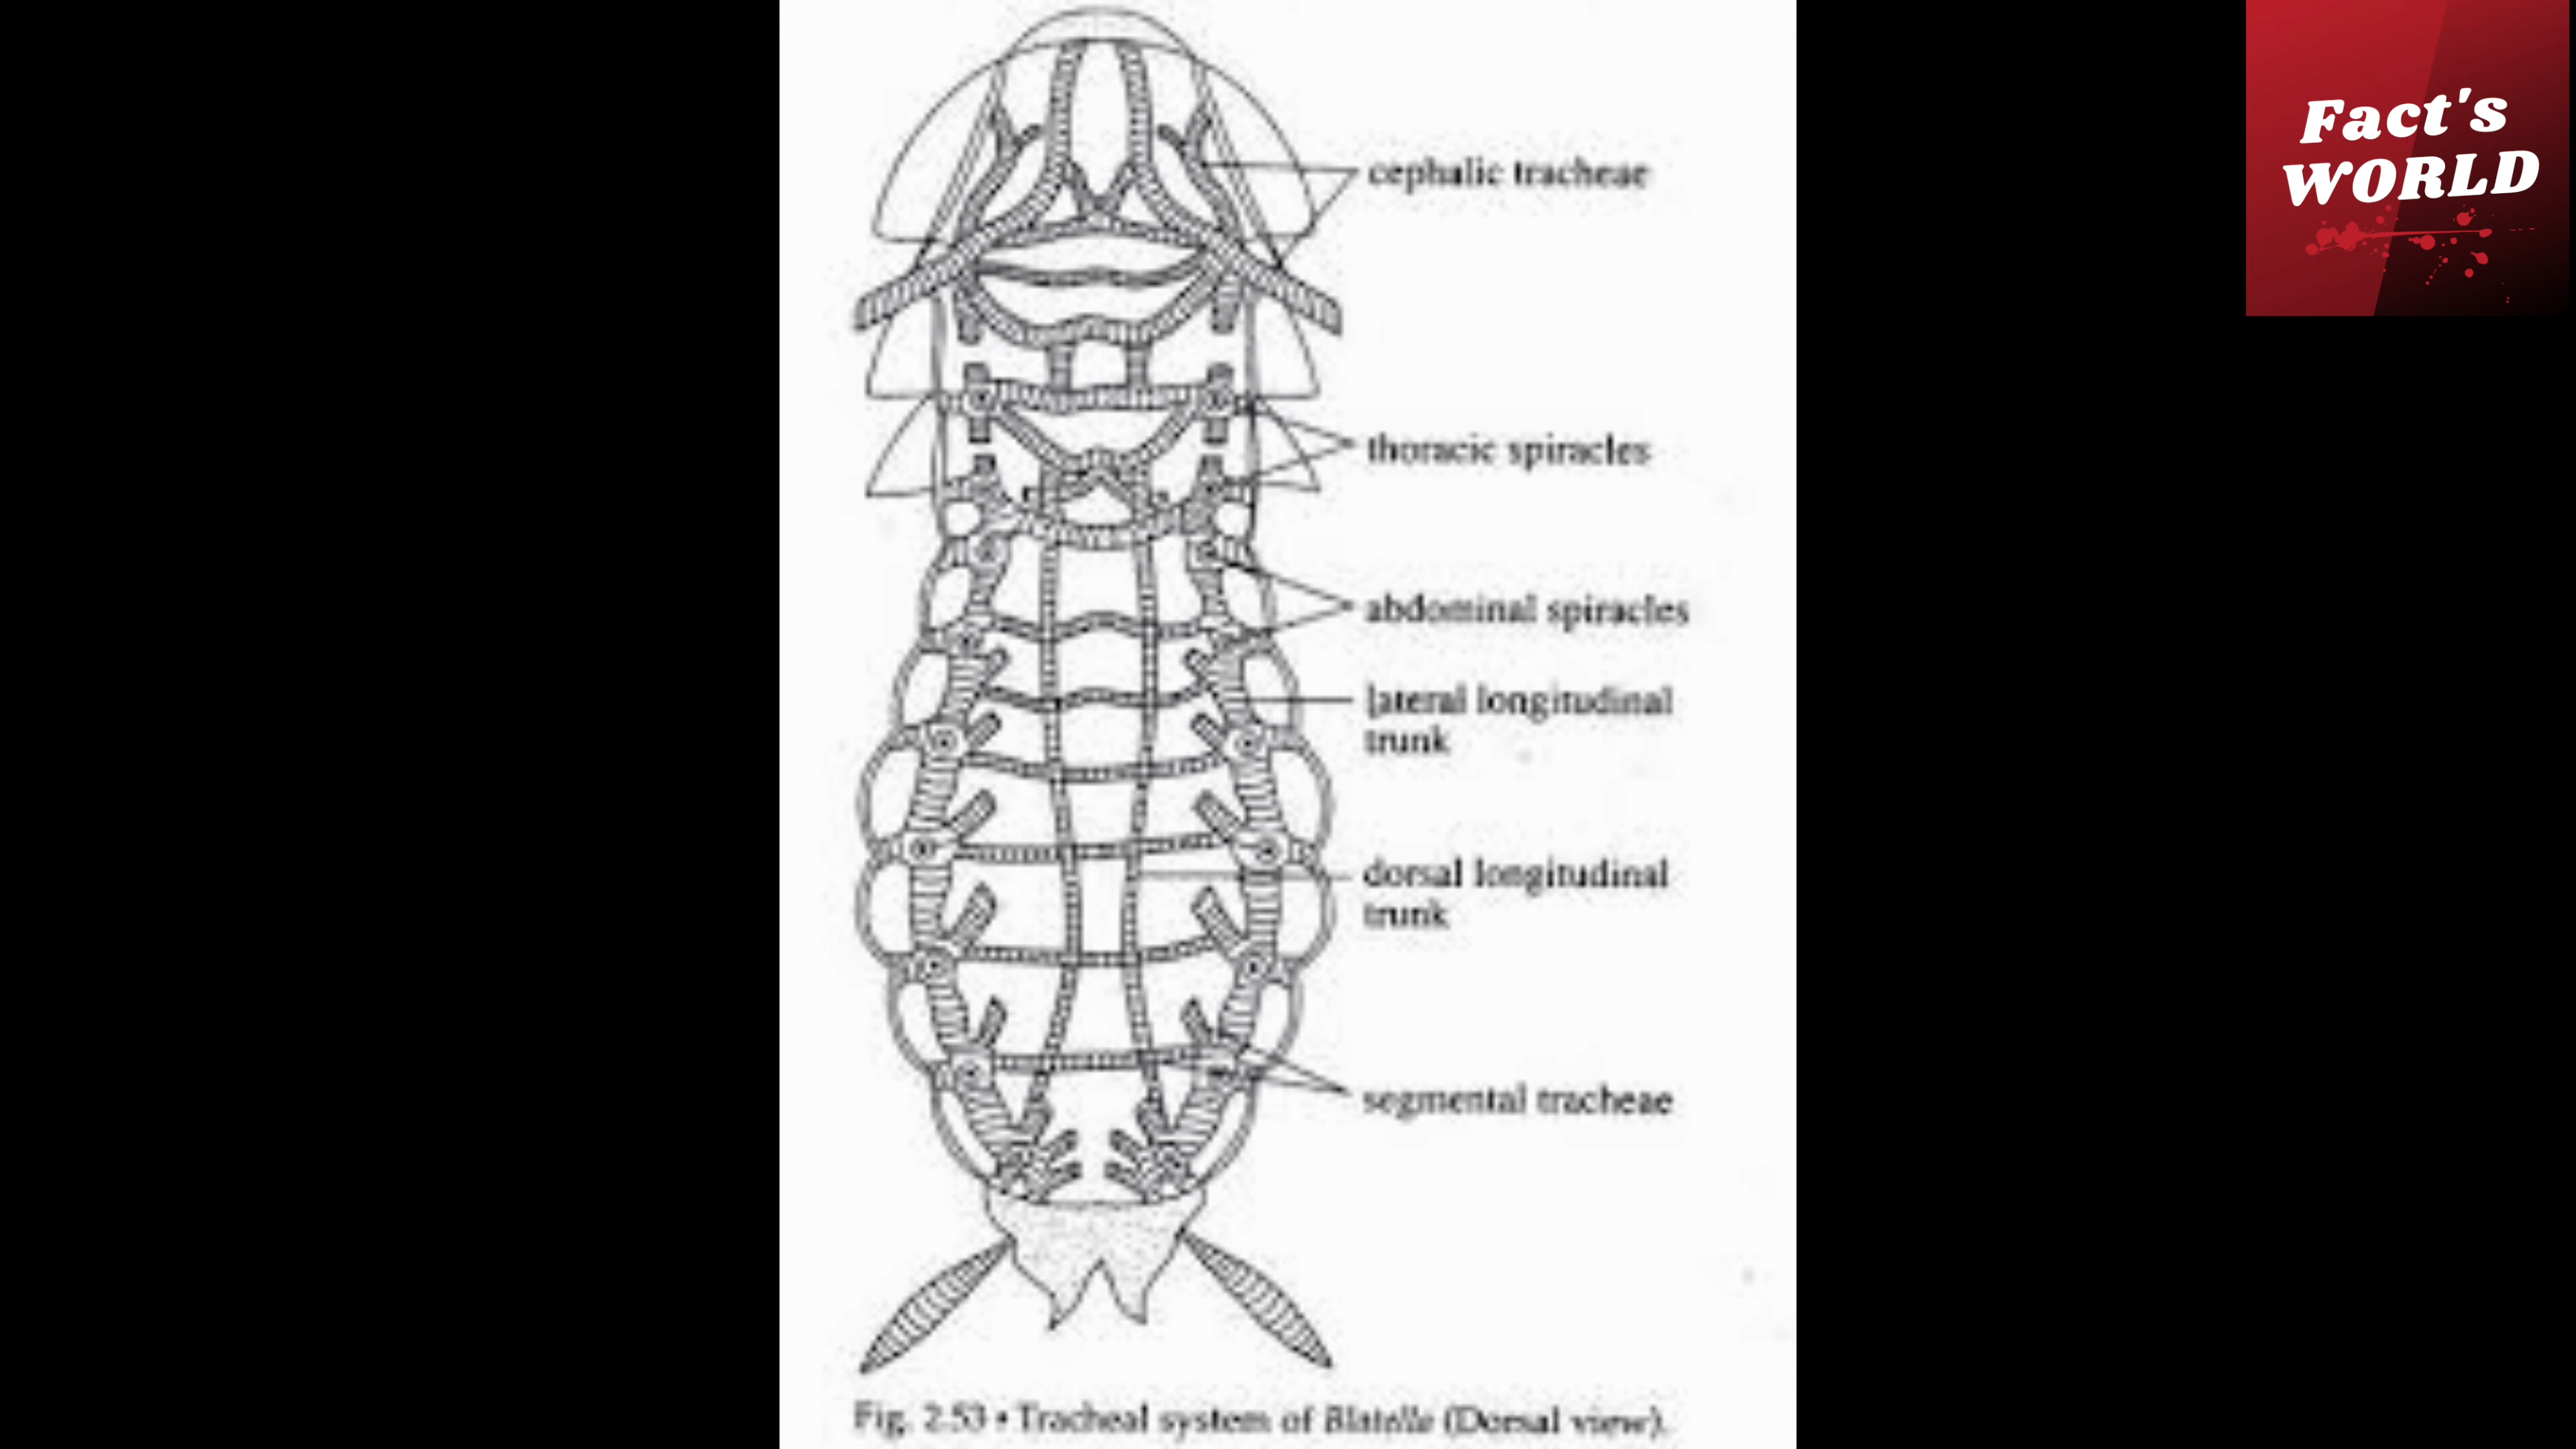 Fact's
WORLD
cephalic tracheae
thoracic spiracles
abdominal spiracles
lateral longitudinal
trunk
dorsal longitudinal
trunk
segmental tracheae
Fig. 2.53 • Tracheal system of Blatella (Dorsal view).